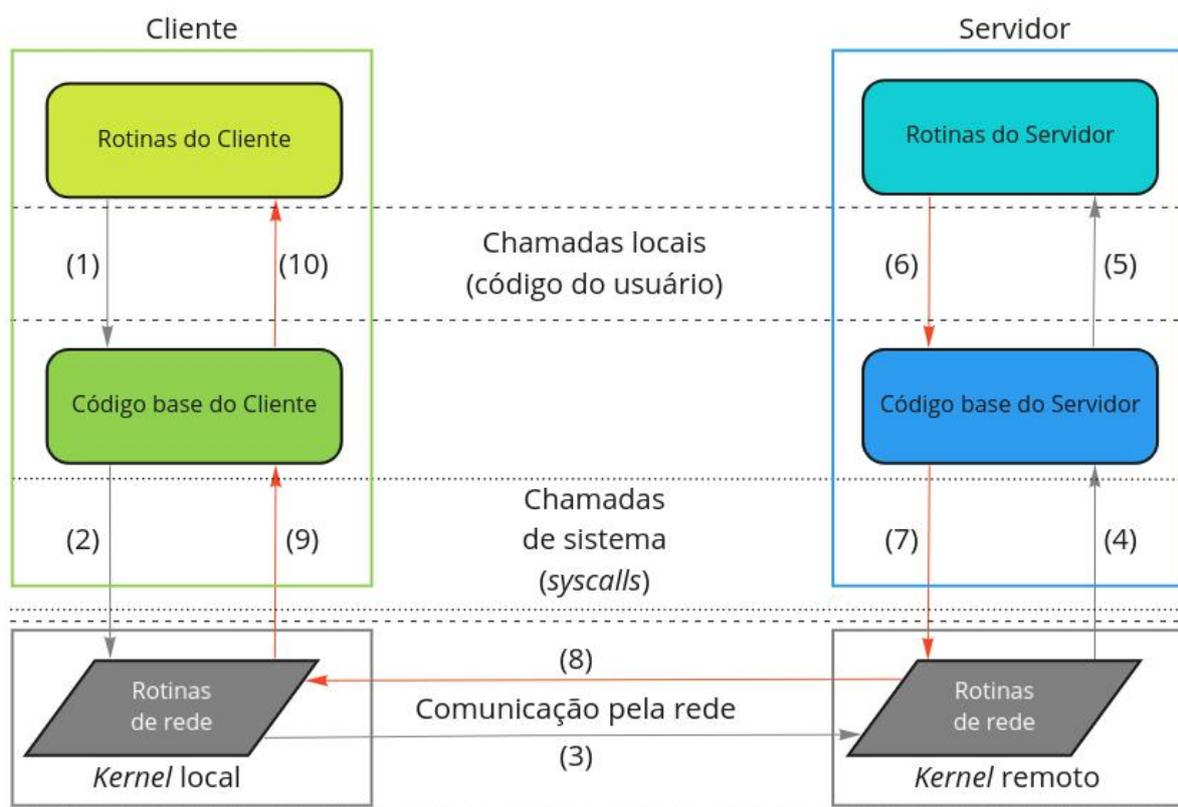 Cliente
Servidor
Rotinas do Cliente
Rotinas do Servidor
Chamadas locais
(código do usuário)
(1)
(10)
(6)
(5)
Código base do Cliente
Código base do Servidor
Chamadas
de sistema
(syscalls)
(2)
(9)
(7)
(4)
(8)
Rotinas
de rede
Comunicação pela rede
Rotinas
de rede
(3)
Kernel local
Kernel remoto